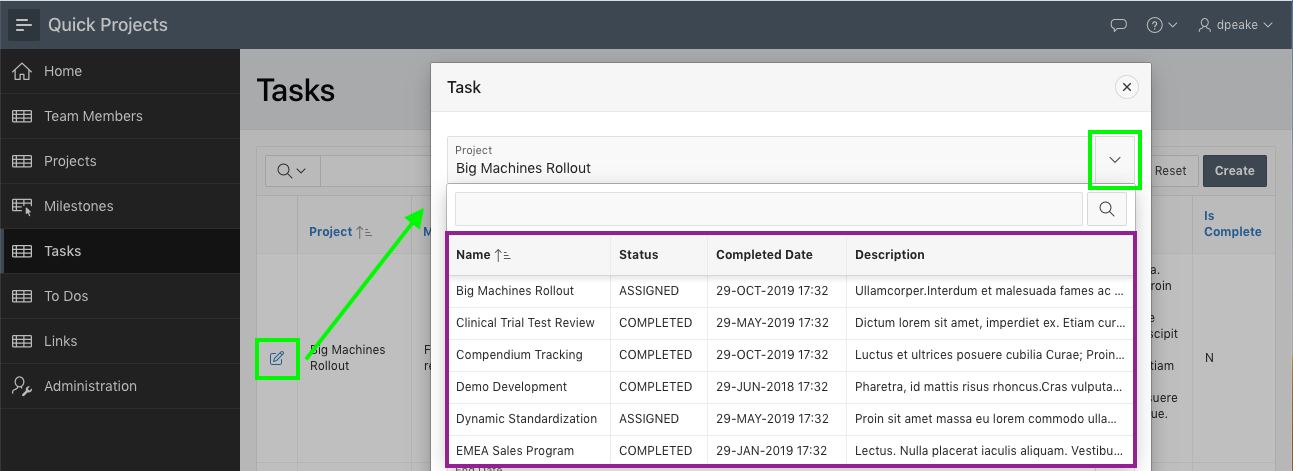 Quick Projects
dpeake
Home
Team Members
Projects
Milestones
Tasks
To Dos
Links
Administration
Tasks
Reset
Create
Project
Is
Complete
Big Machines
Rollout
N
Task
Project
Big Machines Rollout
Name Status Completed Date Description
Big Machines Rollout ASSIGNED 29-OCT-2019 17:32 Ullamcorper.Interdum et malesuada fames ac ...
Clinical Trial Test Review COMPLETED 29-MAY-2019 17:32 Dictum lorem sit amet, imperdiet ex. Etiam cur...
Compendium Tracking COMPLETED 29-OCT-2019 17:32 Luctus et ultrices posuere cubilia Curae; Proin...
Demo Development COMPLETED 29-JUN-2018 17:32 Pharetra, id mattis risus rhoncus.Cras vulputa...
Dynamic Standardization ASSIGNED 29-MAY-2019 17:32 Proin sit amet massa eu lorem commodo ulla...
EMEA Sales Program COMPLETED 29-JAN-2019 17:32 Lectus. Nulla placerat iaculis aliquam. Vestibu...
End Date